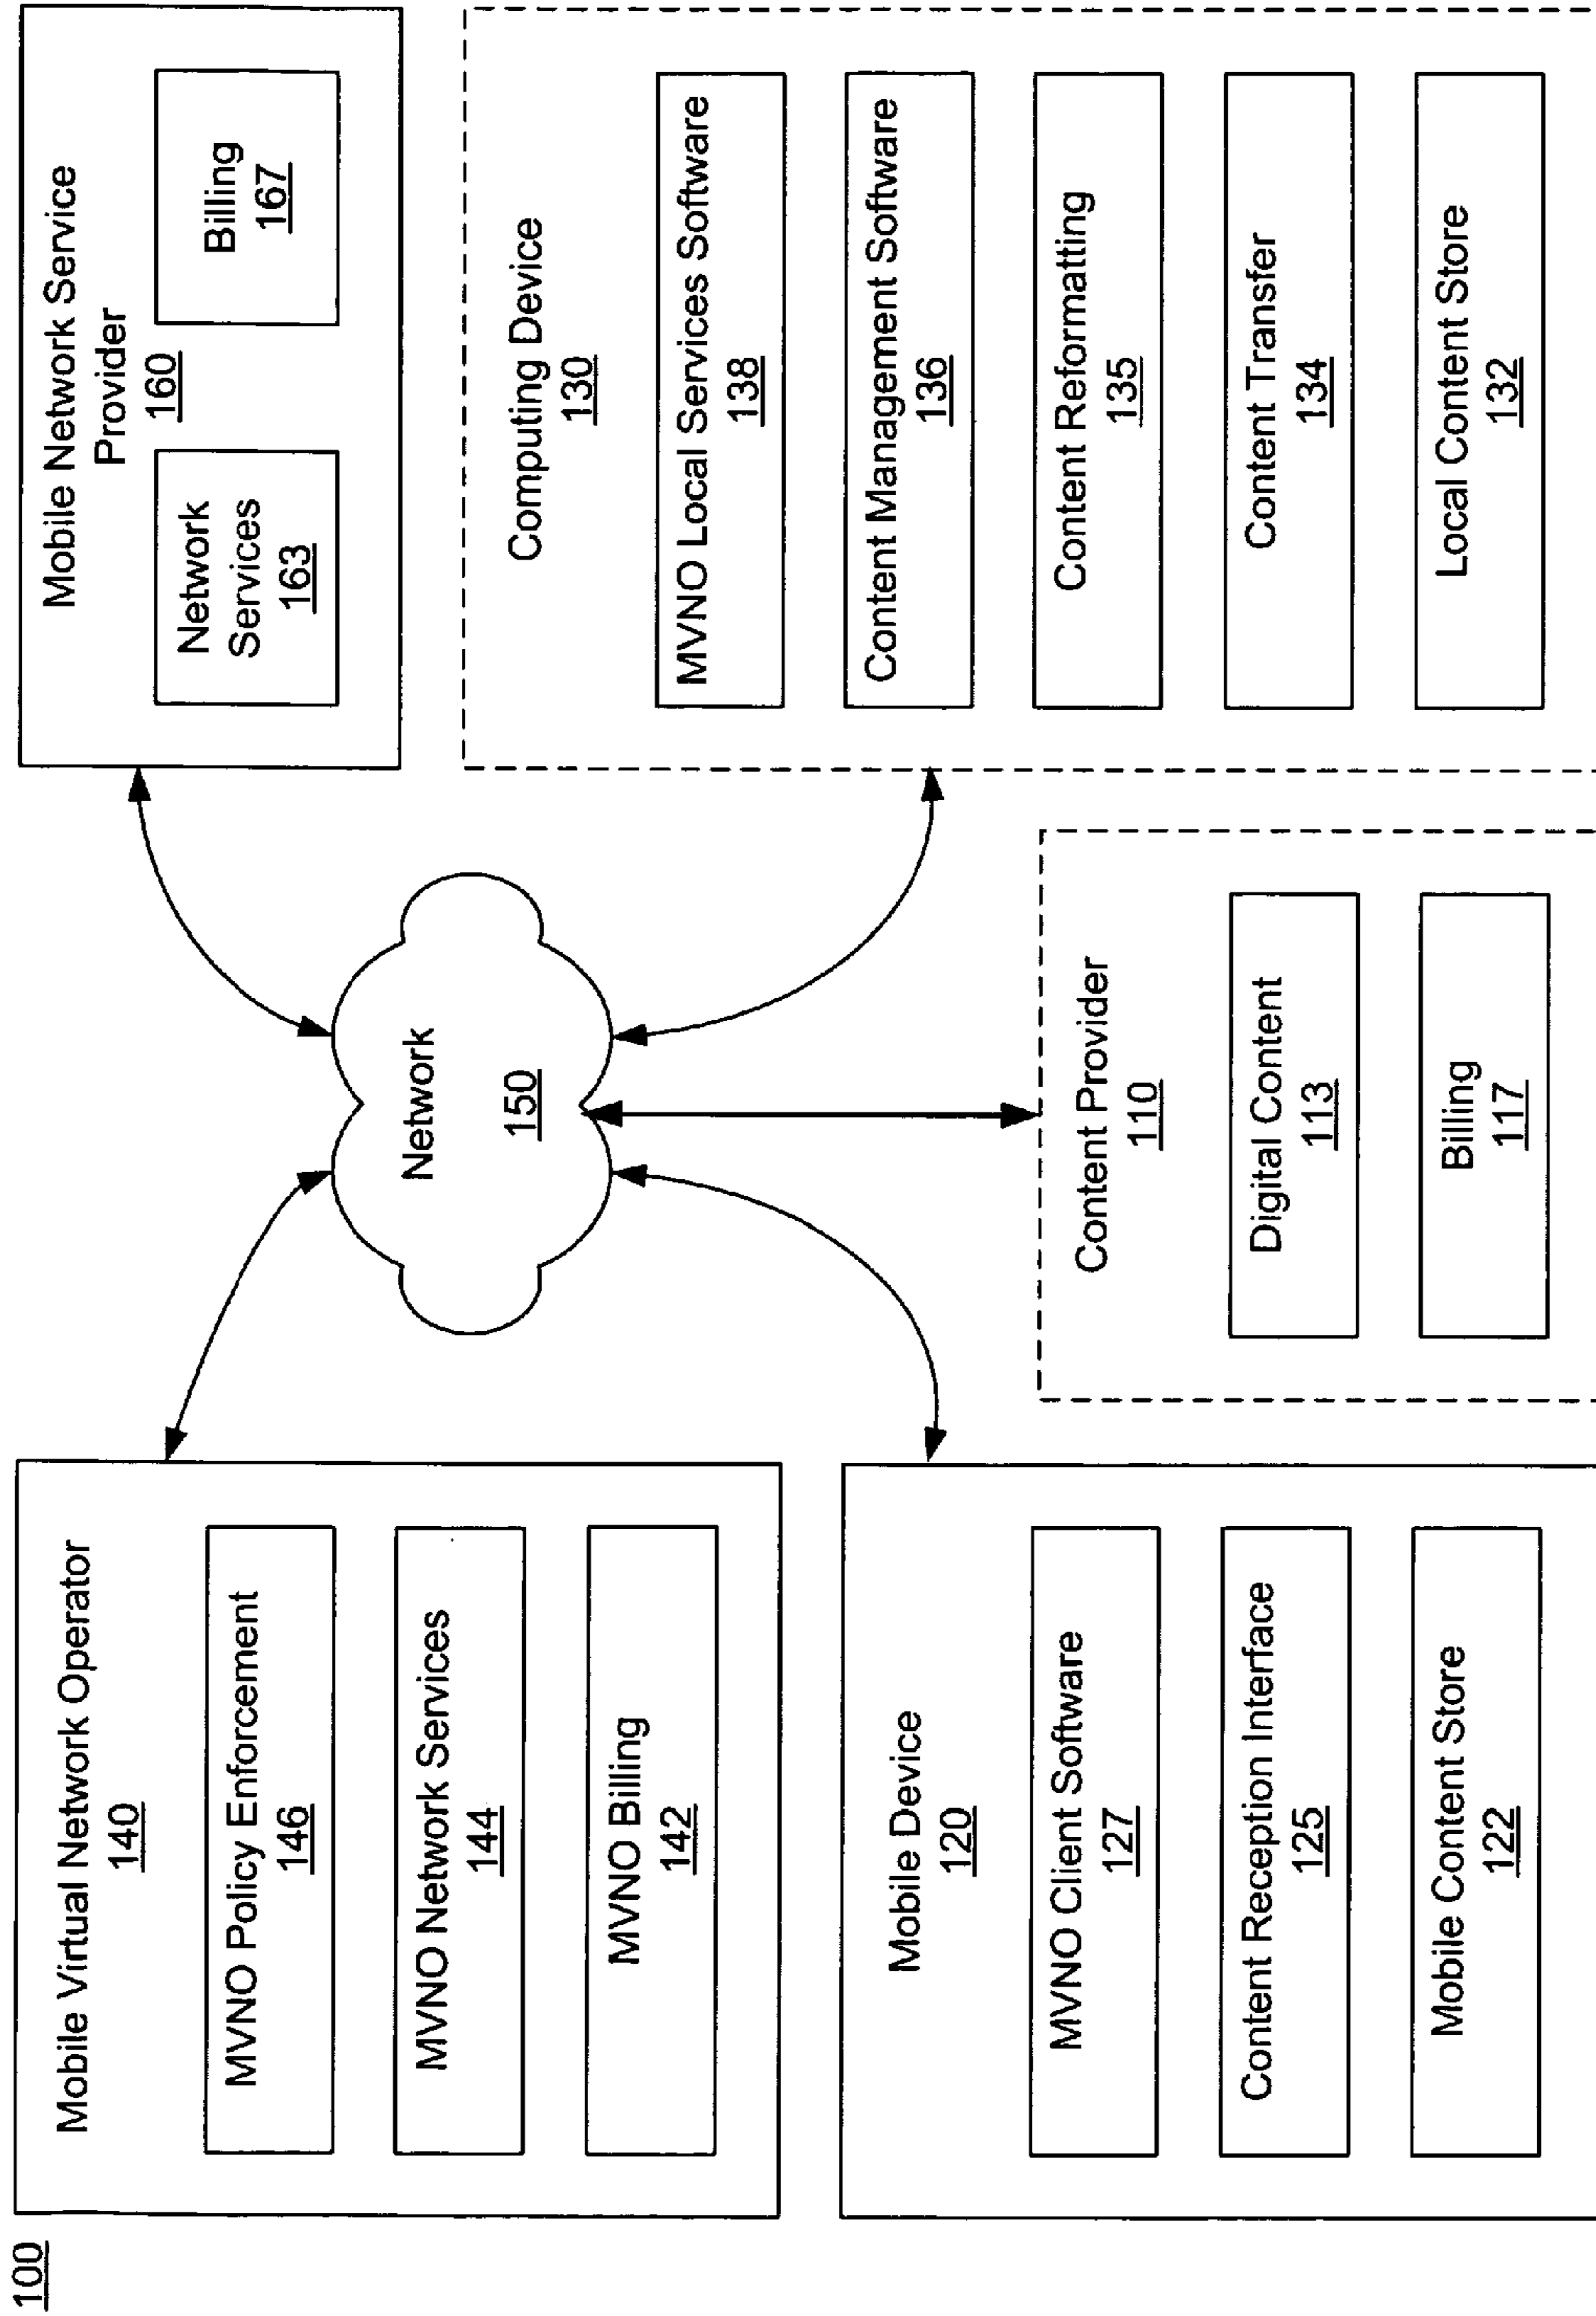 100
Mobile Virtual Network Operator
140
MVNO Policy Enforcement
146
MVNO Network Services
144
MVNO Billing
142
Mobile Device
120
MVNO Client Software
127
Content Reception Interface
125
Mobile Content Store
122
Network
150
Content Provider
110
Digital Content
113
Billing
117
Mobile Network Service
Provider
160
Network
Services
163
Billing
167
Computing Device
130
MVNO Local Services Software
138
Content Management Software
136
Content Reformatting
135
Content Transfer
134
Local Content Store
132